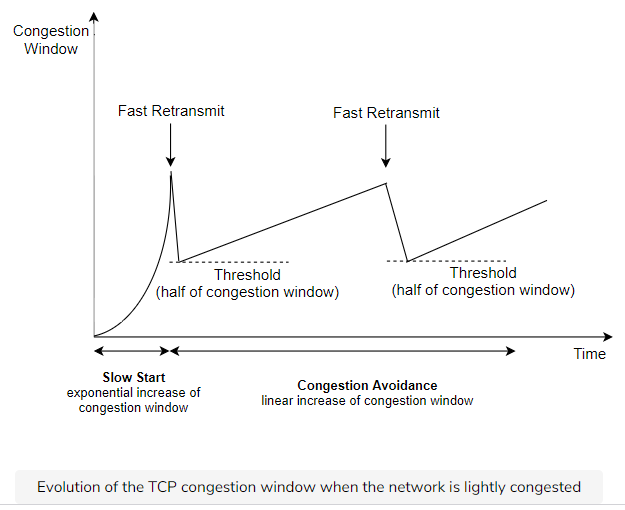 Congestion
Window
Fast Retransmit
Fast Retransmit
Threshold
(half of congestion window)
Threshold
(half of congestion window)
Time
Slow Start
exponential increase of
congestion window
Congestion Avoidance
linear increase of congestion window
Evolution of the TCP congestion window when the network is lightly congested